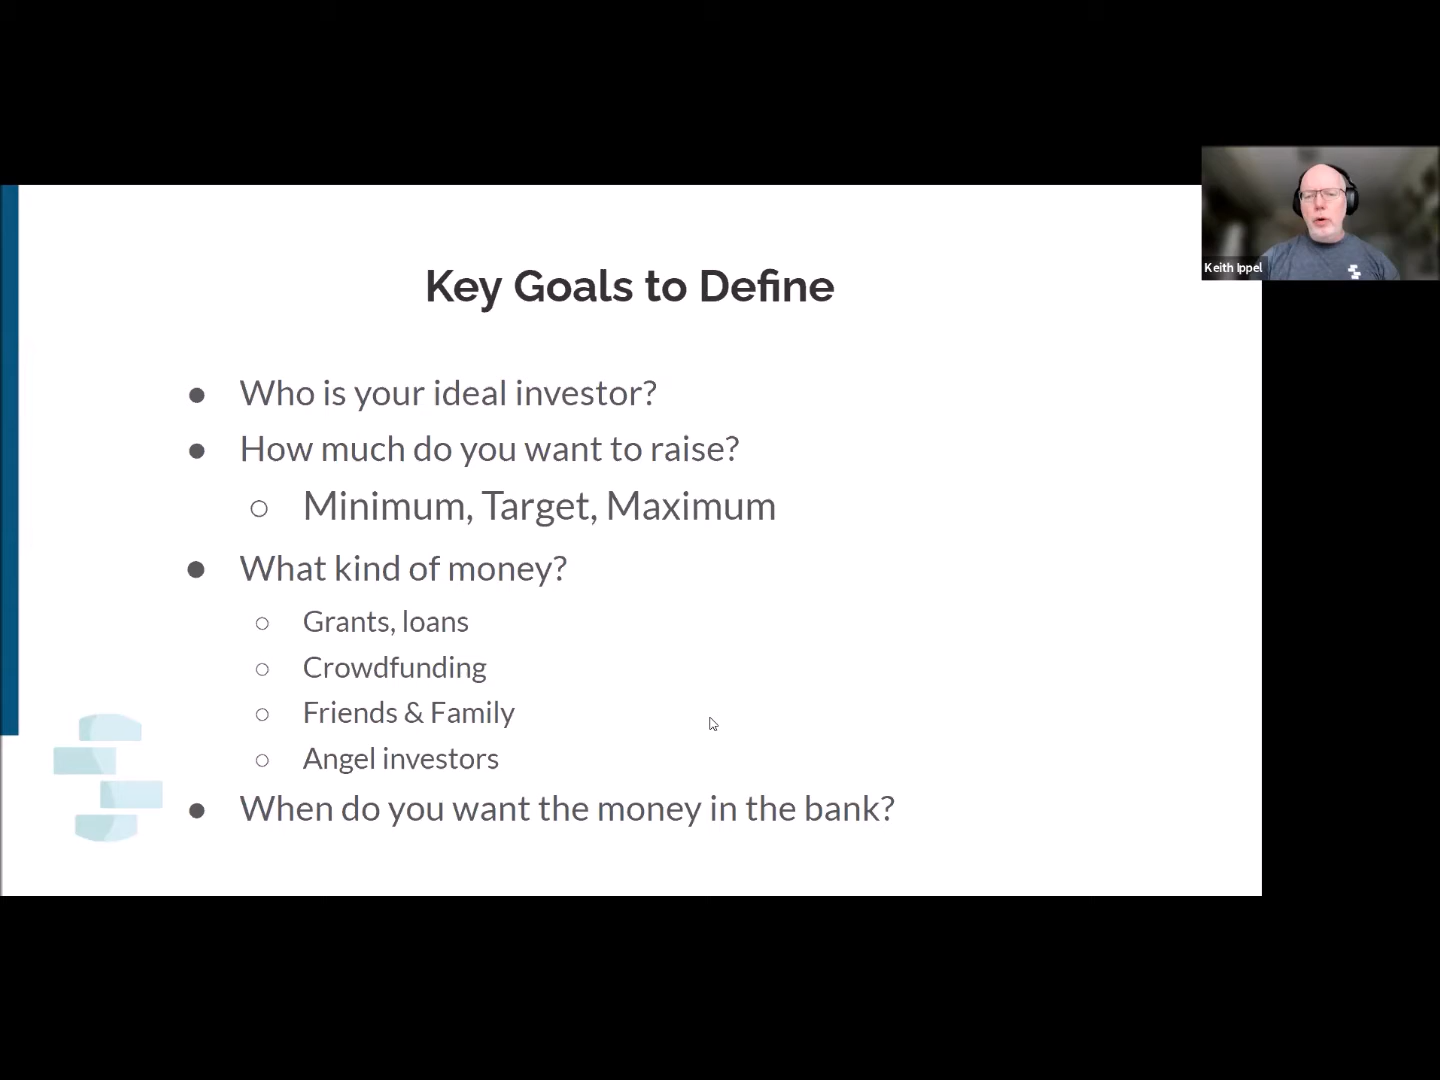 Key Goals to Define
● Who is your ideal investor?
● How much do you want to raise?
○ Minimum, Target, Maximum
● What kind of money?
○ Grants, loans
○ Crowdfunding
○ Friends & Family
○ Angel investors
● When do you want the money in the bank?
Keith Ippel